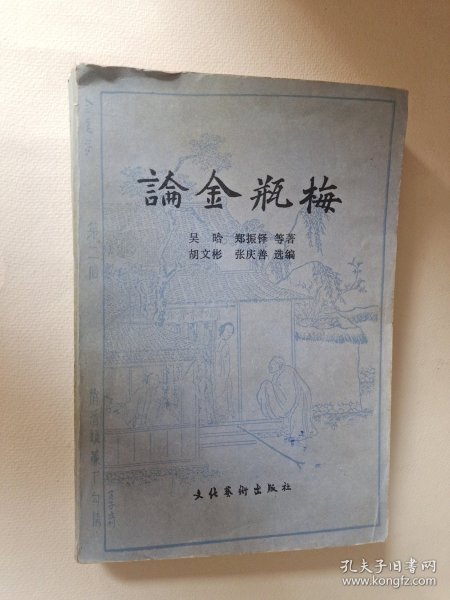 論金瓶梅
吴晗 郑振铎 等著
胡文彬 张庆善 选编
文化艺術出版社
孔夫子旧书网
www.kongfz.com